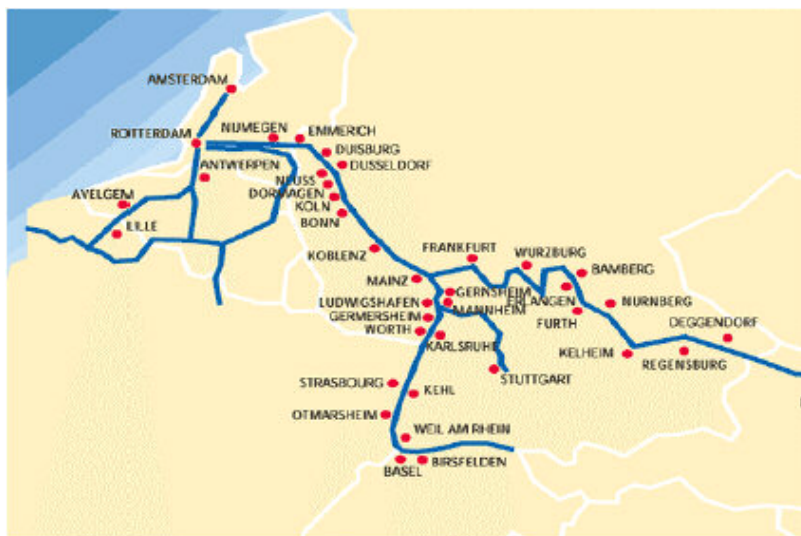 AMSTERDAM
ROITTERDAM
NIJMEGEN
EMMERICH
DUISBURG
DUSSELDORF
ANTWERPEN
NEUSS
DORMAGEN
KOLN
BONN
AVELGEM
LILLE
KOBLENZ
FRANKFURT
WURZBURG
BAMBERG
MAINZ
GERNSHEIM
ERLANGEN
NURNBERG
LUDWIGSHAFEN
MANNHEIM
FURTH
GERMERSHEIM
WORTH
KARLSRUHE
DEGGENDORF
KELHEIM
REGENSBURG
STUTTGART
STRASBOURG
KEHL
OTMARSHEIM
WEIL AM RHEIN
BASEL
BIRSFELDEN